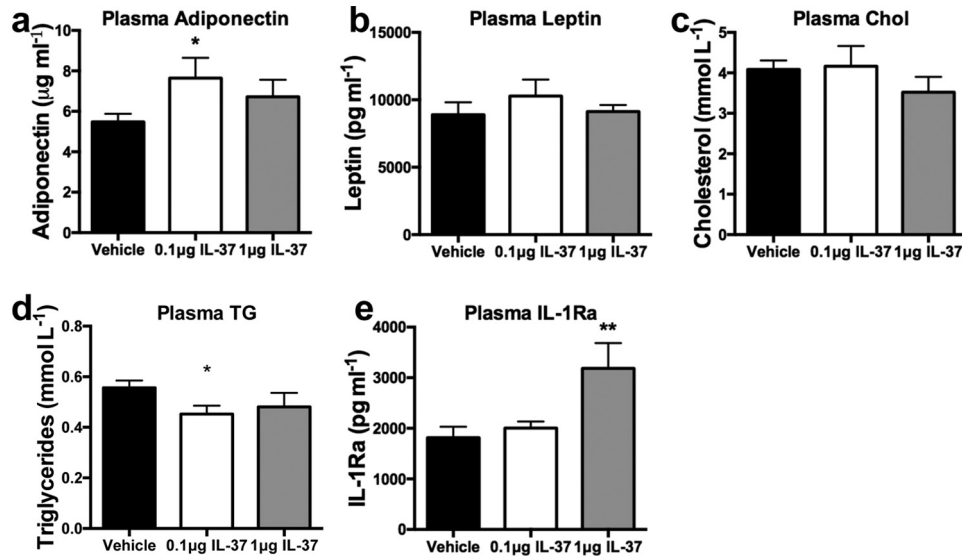 a
Plasma Adiponectin
Adiponectin (µg ml⁻¹)
10
8
6
4
2
0
*
Vehicle 0.1µg IL-37 1µg IL-37
b
Plasma Leptin
Leptin (pg ml⁻¹)
15000
10000
5000
0
Vehicle 0.1µg IL-37 1µg IL-37
c
Plasma Chol
Cholesterol (mmol L⁻¹)
5
4
3
2
1
0
Vehicle 0.1µg IL-37 1µg IL-37
d
Plasma TG
Triglycerides (mmol L⁻¹)
0.8
0.6
0.4
0.2
0.0
*
Vehicle 0.1µg IL-37 1µg IL-37
e
Plasma IL-1Ra
IL-1Ra (pg ml⁻¹)
4000
3000
2000
1000
0
**
Vehicle 0.1µg IL-37 1µg IL-37